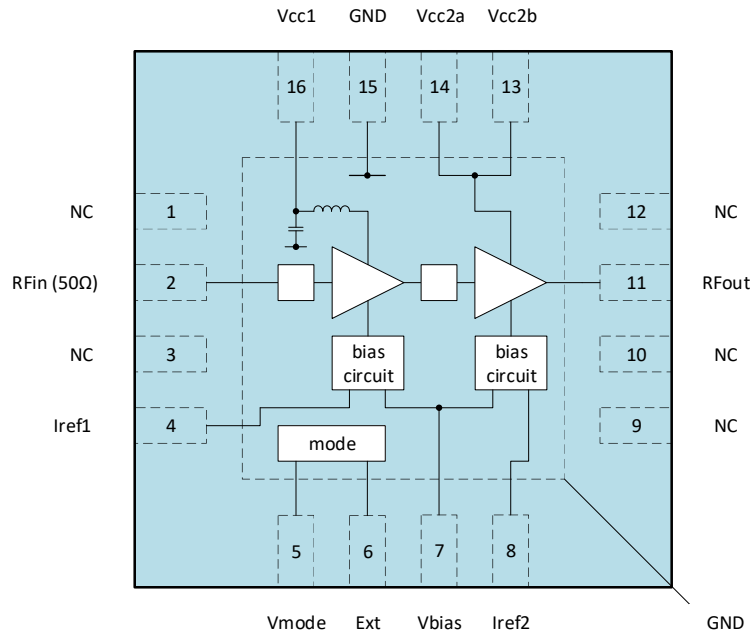 Vcc1 GND Vcc2a Vcc2b
16 15 14 13
NC 1 12 NC
RFin (50Ω) 2 11 RFout
NC 3 bias circuit bias circuit 10 NC
Iref1 4 9 NC
mode
5 6 7 8
Vmode Ext Vbias Iref2 GND